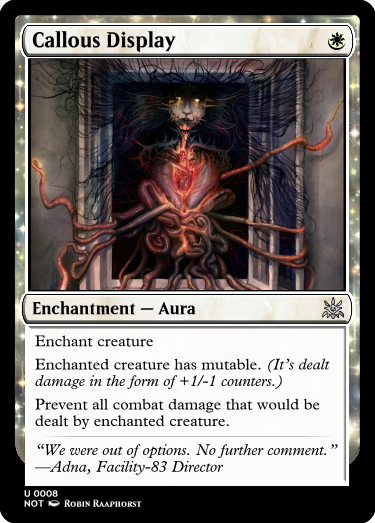 Callous Display
Enchantment — Aura
Enchant creature
Enchanted creature has mutable. (It's dealt
damage in the form of +1/-1 counters.)
Prevent all combat damage that would be
dealt by enchanted creature.
“We were out of options. No further comment.”
—Adna, Facility-83 Director
U 0008
NOT Robin Raaphorst